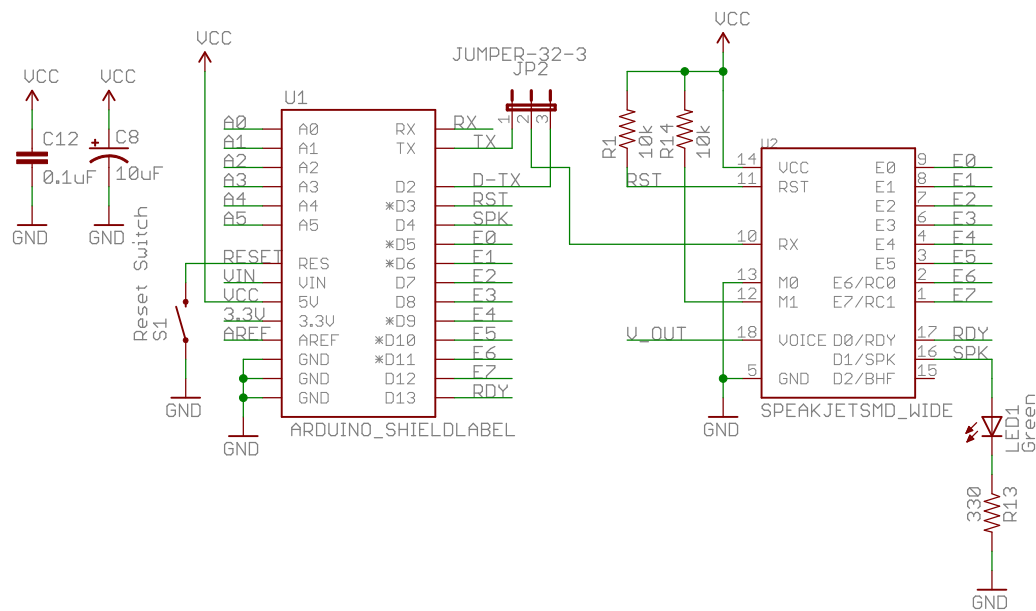 VCC
VCC
C12
0.1uF
C8
10uF
GND
GND
VCC
Reset Switch
S1
GND
U1
A0
A1
A2
A3
A4
A5
RESET
VIN
VCC
3.3V
AREF
A0
A1
A2
A3
A4
A5
RES
VIN
5V
3.3V
AREF
GND
GND
GND
RX
TX
D2
*D3
D4
*D5
*D6
D7
D8
*D9
*D10
*D11
D12
D13
RX
TX
D-TX
RST
SPK
E0
E1
E2
E3
E4
E5
E6
E7
RDY
ARDUINO_SHIELDLABEL
GND
JUMPER-32-3
JP2
1
2
3
VCC
R1
10k
R14
10k
RST
V_OUT
U2
14
11
10
13
12
18
5
VCC
RST
RX
M0
M1
VOICE
GND
E0
E1
E2
E3
E4
E5
E6/RC0
E7/RC1
D0/RDY
D1/SPK
D2/BHF
9
8
7
6
4
3
2
1
17
16
15
E0
E1
E2
E3
E4
E5
E6
E7
RDY
SPK
SPEAKJETSMD_WIDE
GND
LED1
Green
330
R13
GND